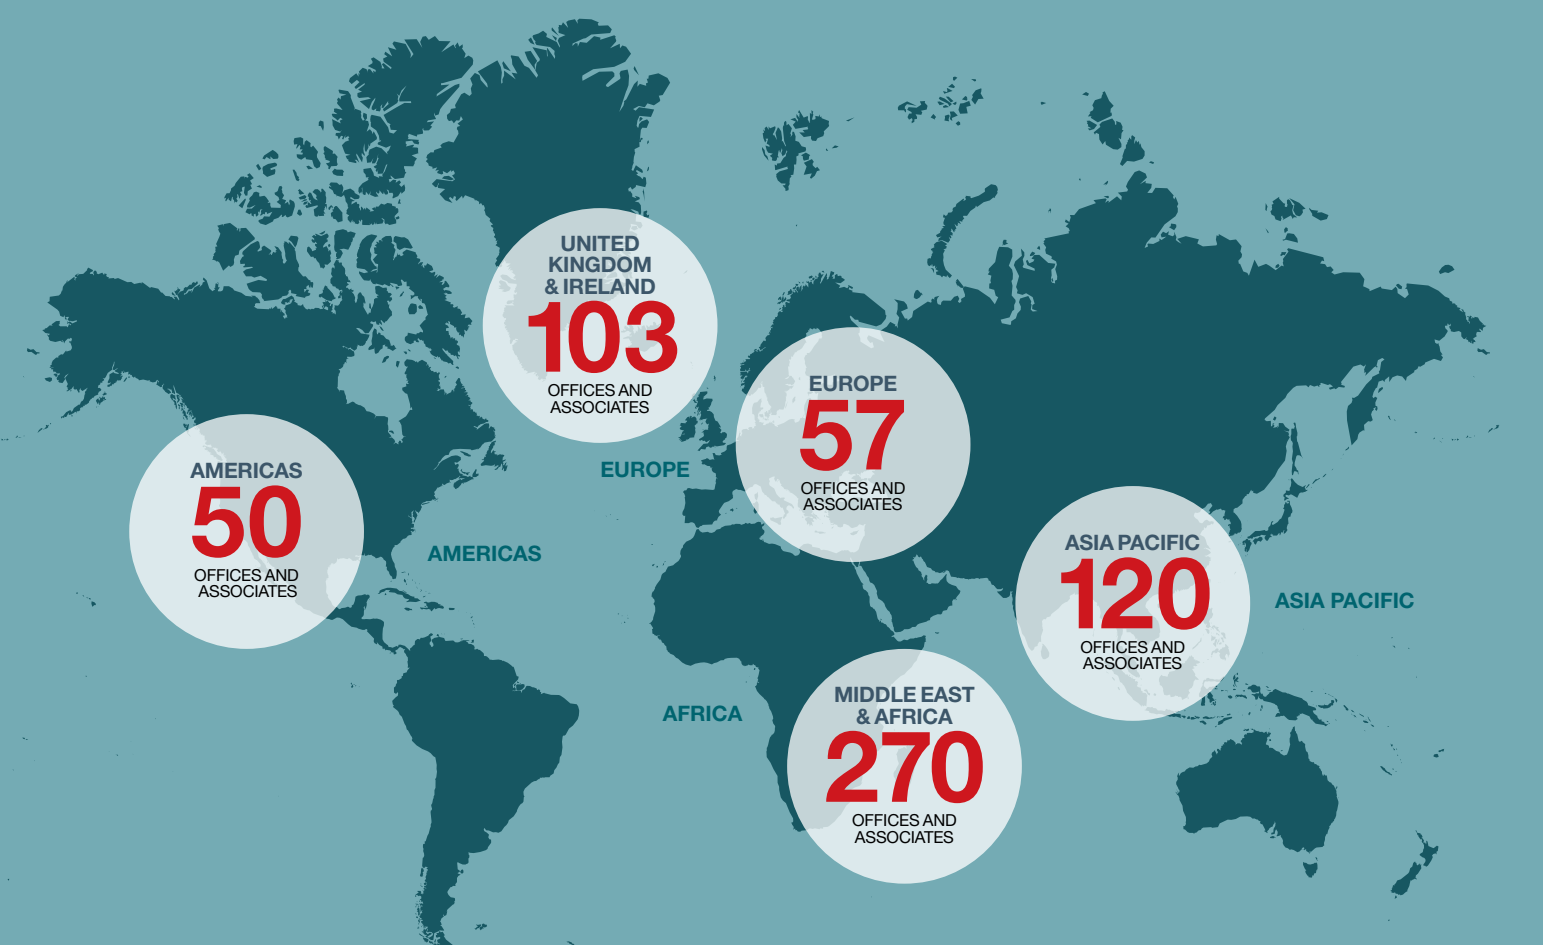 UNITED
KINGDOM
& IRELAND
103
OFFICES AND
ASSOCIATES
EUROPE
57
OFFICES AND
ASSOCIATES
EUROPE
AMERICAS
50
OFFICES AND
ASSOCIATES
AMERICAS
ASIA PACIFIC
120
OFFICES AND
ASSOCIATES
ASIA PACIFIC
AFRICA
MIDDLE EAST
& AFRICA
270
OFFICES AND
ASSOCIATES